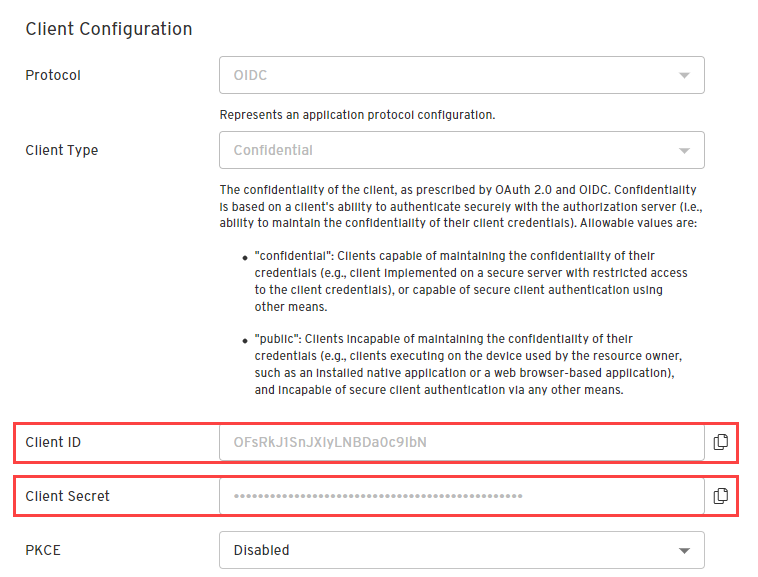 Client Configuration
Protocol
OIDC
Represents an application protocol configuration.
Client Type
Confidential
The confidentiality of the client, as prescribed by OAuth 2.0 and OIDC. Confidentiality
is based on a client's ability to authenticate securely with the authorization server (i.e.,
ability to maintain the confidentiality of their client credentials). Allowable values are:
• "confidential": Clients capable of maintaining the confidentiality of their
credentials (e.g., client implemented on a secure server with restricted access
to the client credentials), or capable of secure client authentication using
other means.
• "public": Clients incapable of maintaining the confidentiality of their
credentials (e.g., clients executing on the device used by the resource owner,
such as an installed native application or a web browser-based application),
and incapable of secure client authentication via any other means.
Client ID
OFsRkJ1SnJXIyLNBDa0c9IbN
Client Secret
••••••••••••••••••••••••••••••••••••••••••••••••
PKCE
Disabled